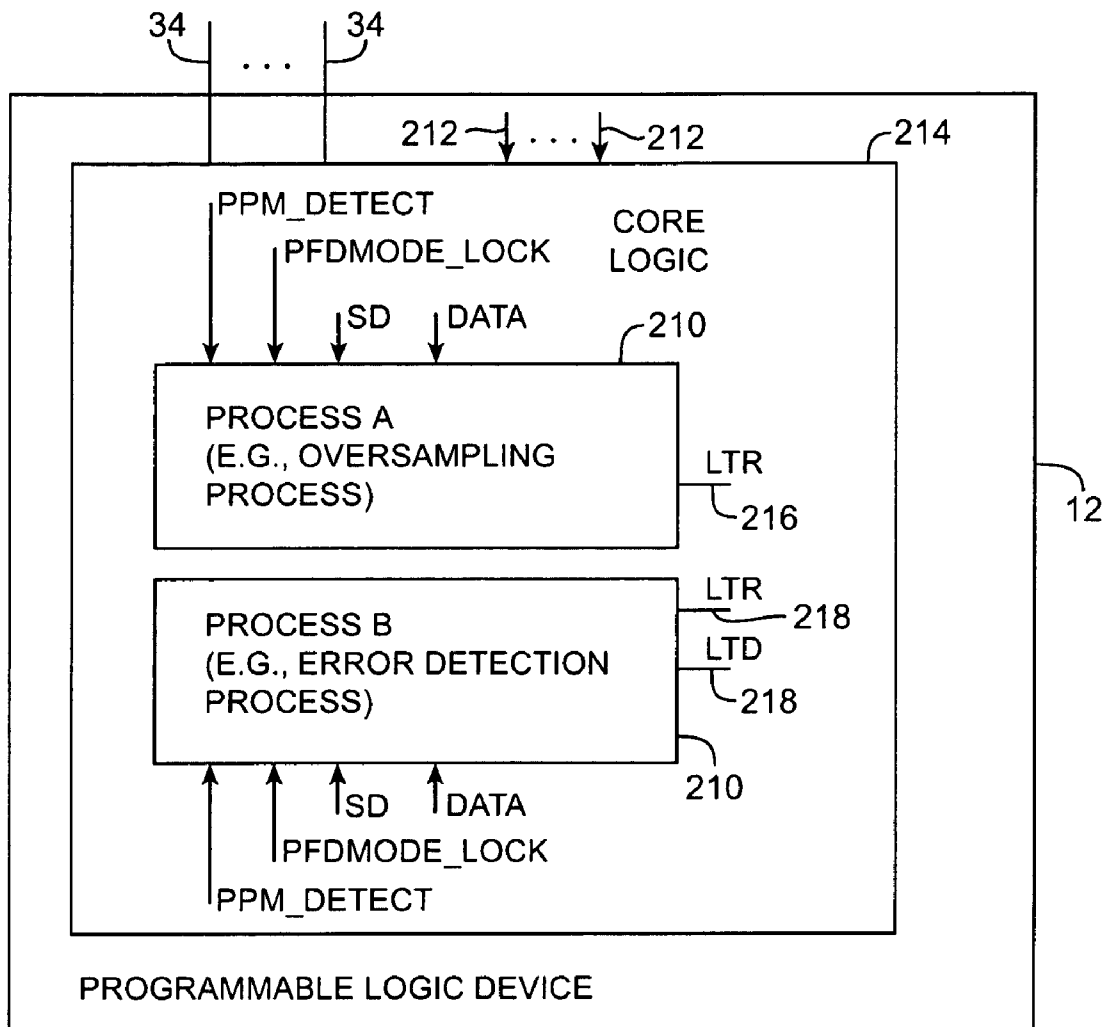 34 ... 34
212 ... 212
214
PPM_DETECT
CORE
LOGIC
PFDMODE_LOCK
SD DATA
210
PROCESS A
(E.G., OVERSAMPLING
PROCESS)
LTR
216
12
LTR
218
PROCESS B
(E.G., ERROR DETECTION
PROCESS)
LTD
218
210
SD DATA
PFDMODE_LOCK
PPM_DETECT
PROGRAMMABLE LOGIC DEVICE